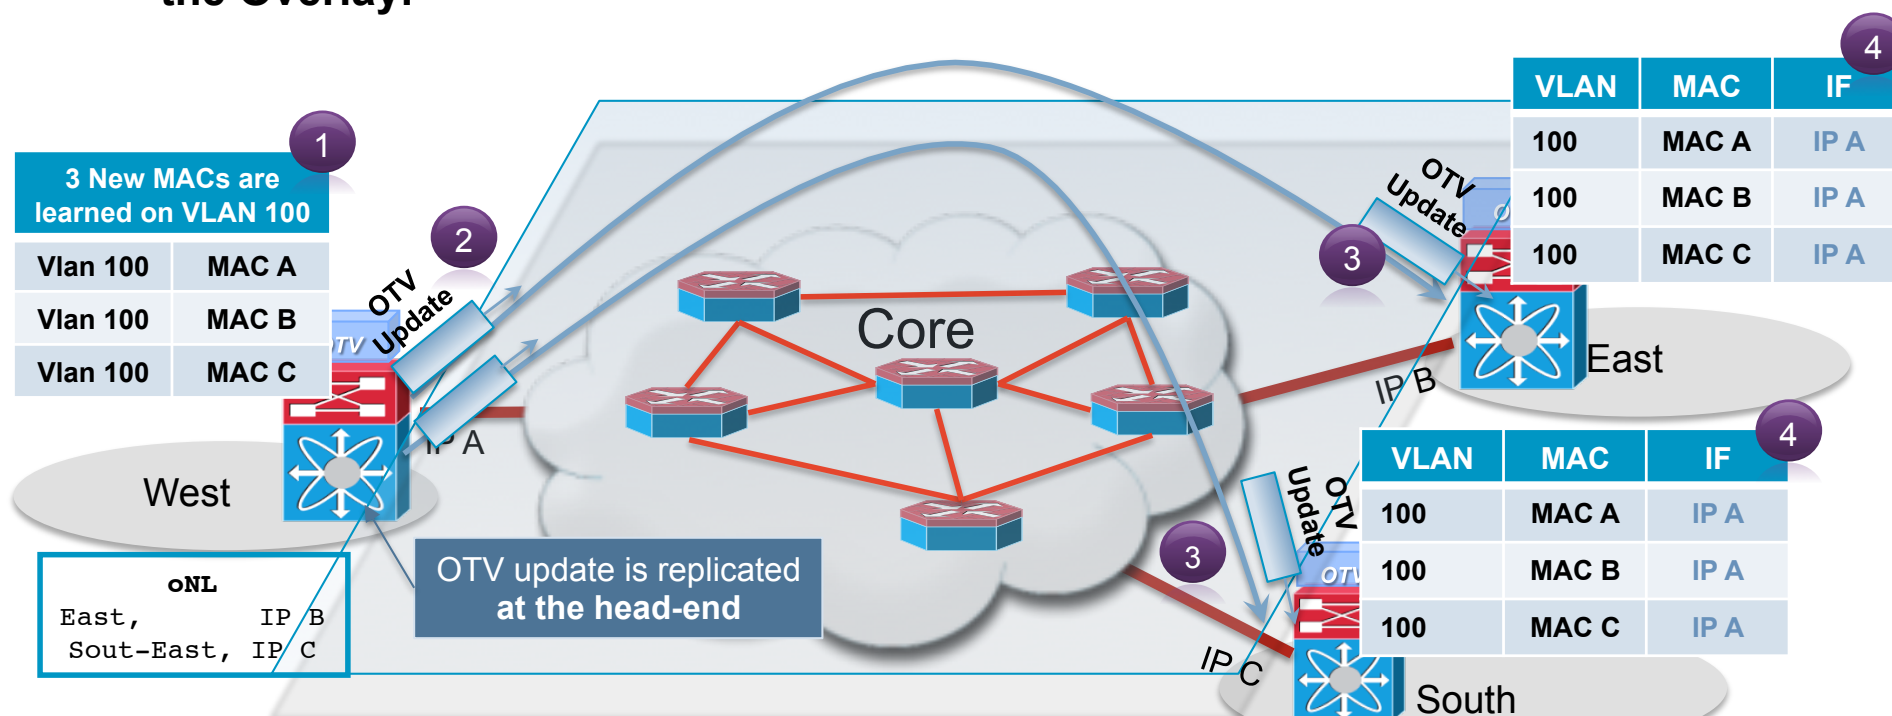 the Overlay.
4
VLAN MAC IF
100 MAC A IP A
100 MAC B IP A
100 MAC C IP A
1
3 New MACs are
learned on VLAN 100
Vlan 100 MAC A
Vlan 100 MAC B
Vlan 100 MAC C
2
OTV
Update
OTV
Update
3
Core
East
IP B
IP A
West
4
VLAN MAC IF
100 MAC A IP A
100 MAC B IP A
100 MAC C IP A
OTV
Update
3
OTV update is replicated
at the head-end
oNL
East, IP B
Sout-East, IP C
IP C
South